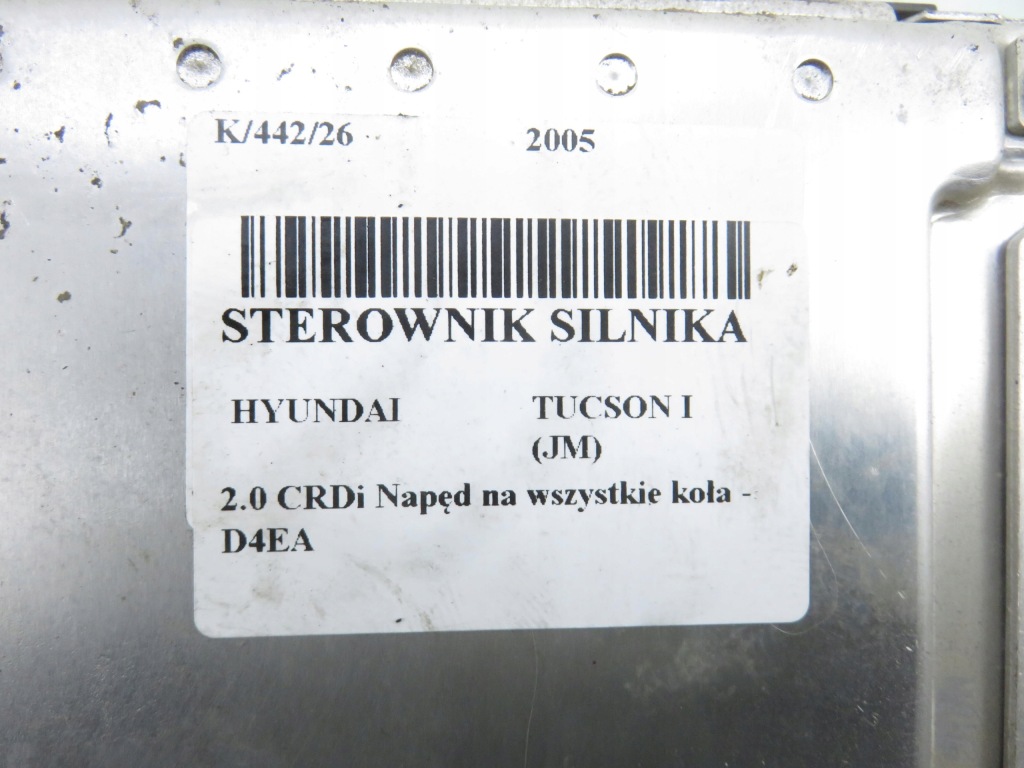 K/442/26 2005
STEROWNIK SILNIKA
HYUNDAI TUCSON I
(JM)
2.0 CRDi Napęd na wszystkie koła -
D4EA